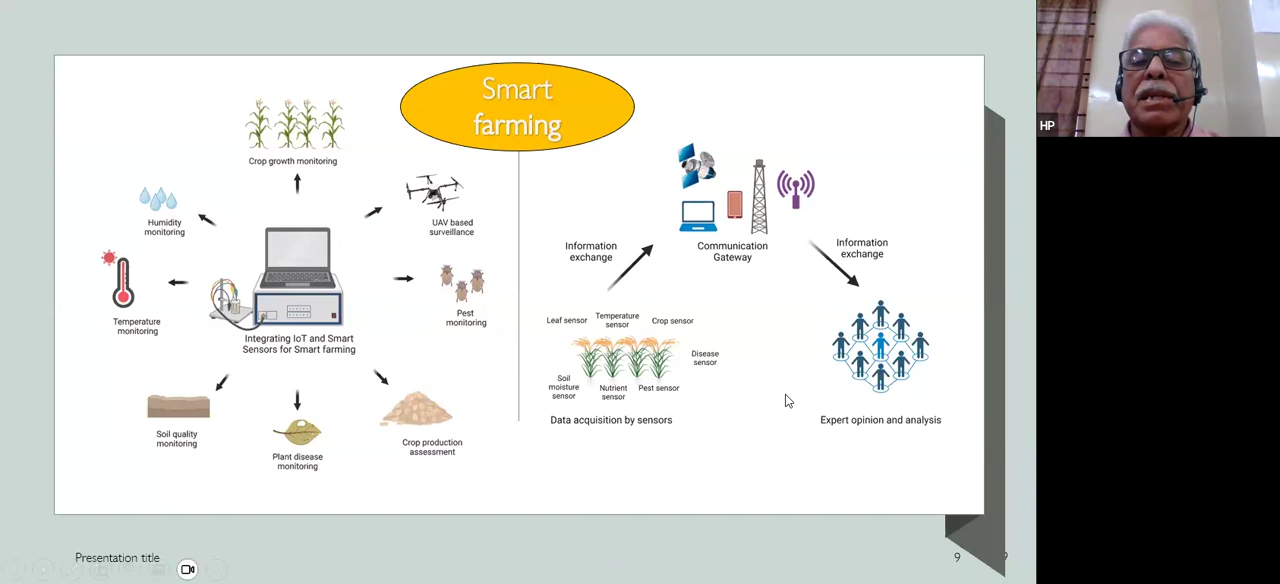 Smart
farming
Crop growth monitoring
Humidity
monitoring
UAV based
surveillance
Temperature
monitoring
Pest
monitoring
Integrating IoT and Smart
Sensors for Smart farming
Soil quality
monitoring
Plant disease
monitoring
Crop production
assessment
Information
exchange
Communication
Gateway
Information
exchange
Leaf sensor
Temperature
sensor
Crop sensor
Disease
sensor
Soil
moisture
sensor
Nutrient
sensor
Pest sensor
Data acquisition by sensors
Expert opinion and analysis
Presentation title
9
9
HP